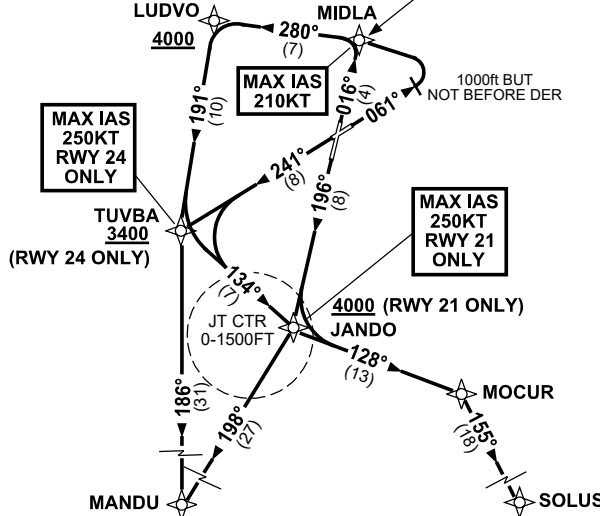 LUDVO
4000
MIDLA
280°
(7)
MAX IAS
210KT
016°
(4)
061°
1000ft BUT
NOT BEFORE DER
191°
(10)
MAX IAS
250KT
RWY 24
ONLY
241°
(8)
196°
(8)
MAX IAS
250KT
RWY 21
ONLY
TUVBA
3400
(RWY 24 ONLY)
134°
(7)
JT CTR
0-1500FT
4000 (RWY 21 ONLY)
JANDO
128°
(13)
MOCUR
186°
(31)
198°
(27)
155°
(18)
MANDU
SOLUS